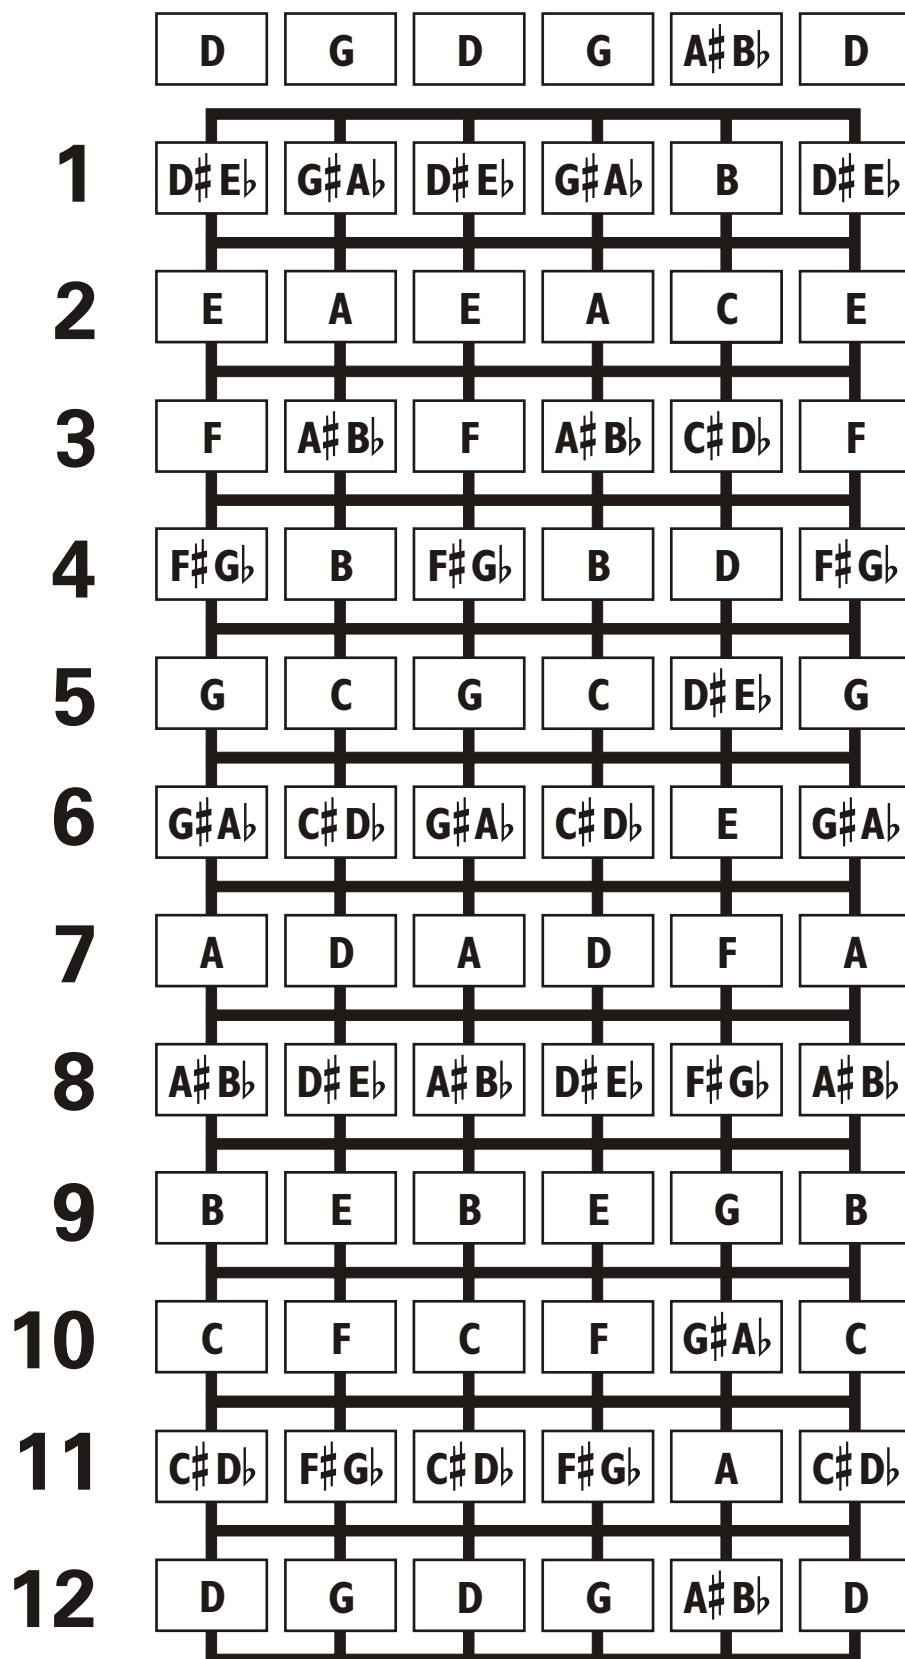 D G D G A♯B♭ D
1 D♯E♭ G♯A♭ D♯E♭ G♯A♭ B D♯E♭
2 E A E A C E
3 F A♯B♭ F A♯B♭ C♯D♭ F
4 F♯G♭ B F♯G♭ B D F♯G♭
5 G C G C D♯E♭ G
6 G♯A♭ C♯D♭ G♯A♭ C♯D♭ E G♯A♭
7 A D A D F A
8 A♯B♭ D♯E♭ A♯B♭ D♯E♭ F♯G♭ A♯B♭
9 B E B E G B
10 C F C F G♯A♭ C
11 C♯D♭ F♯G♭ C♯D♭ F♯G♭ A C♯D♭
12 D G D G A♯B♭ D